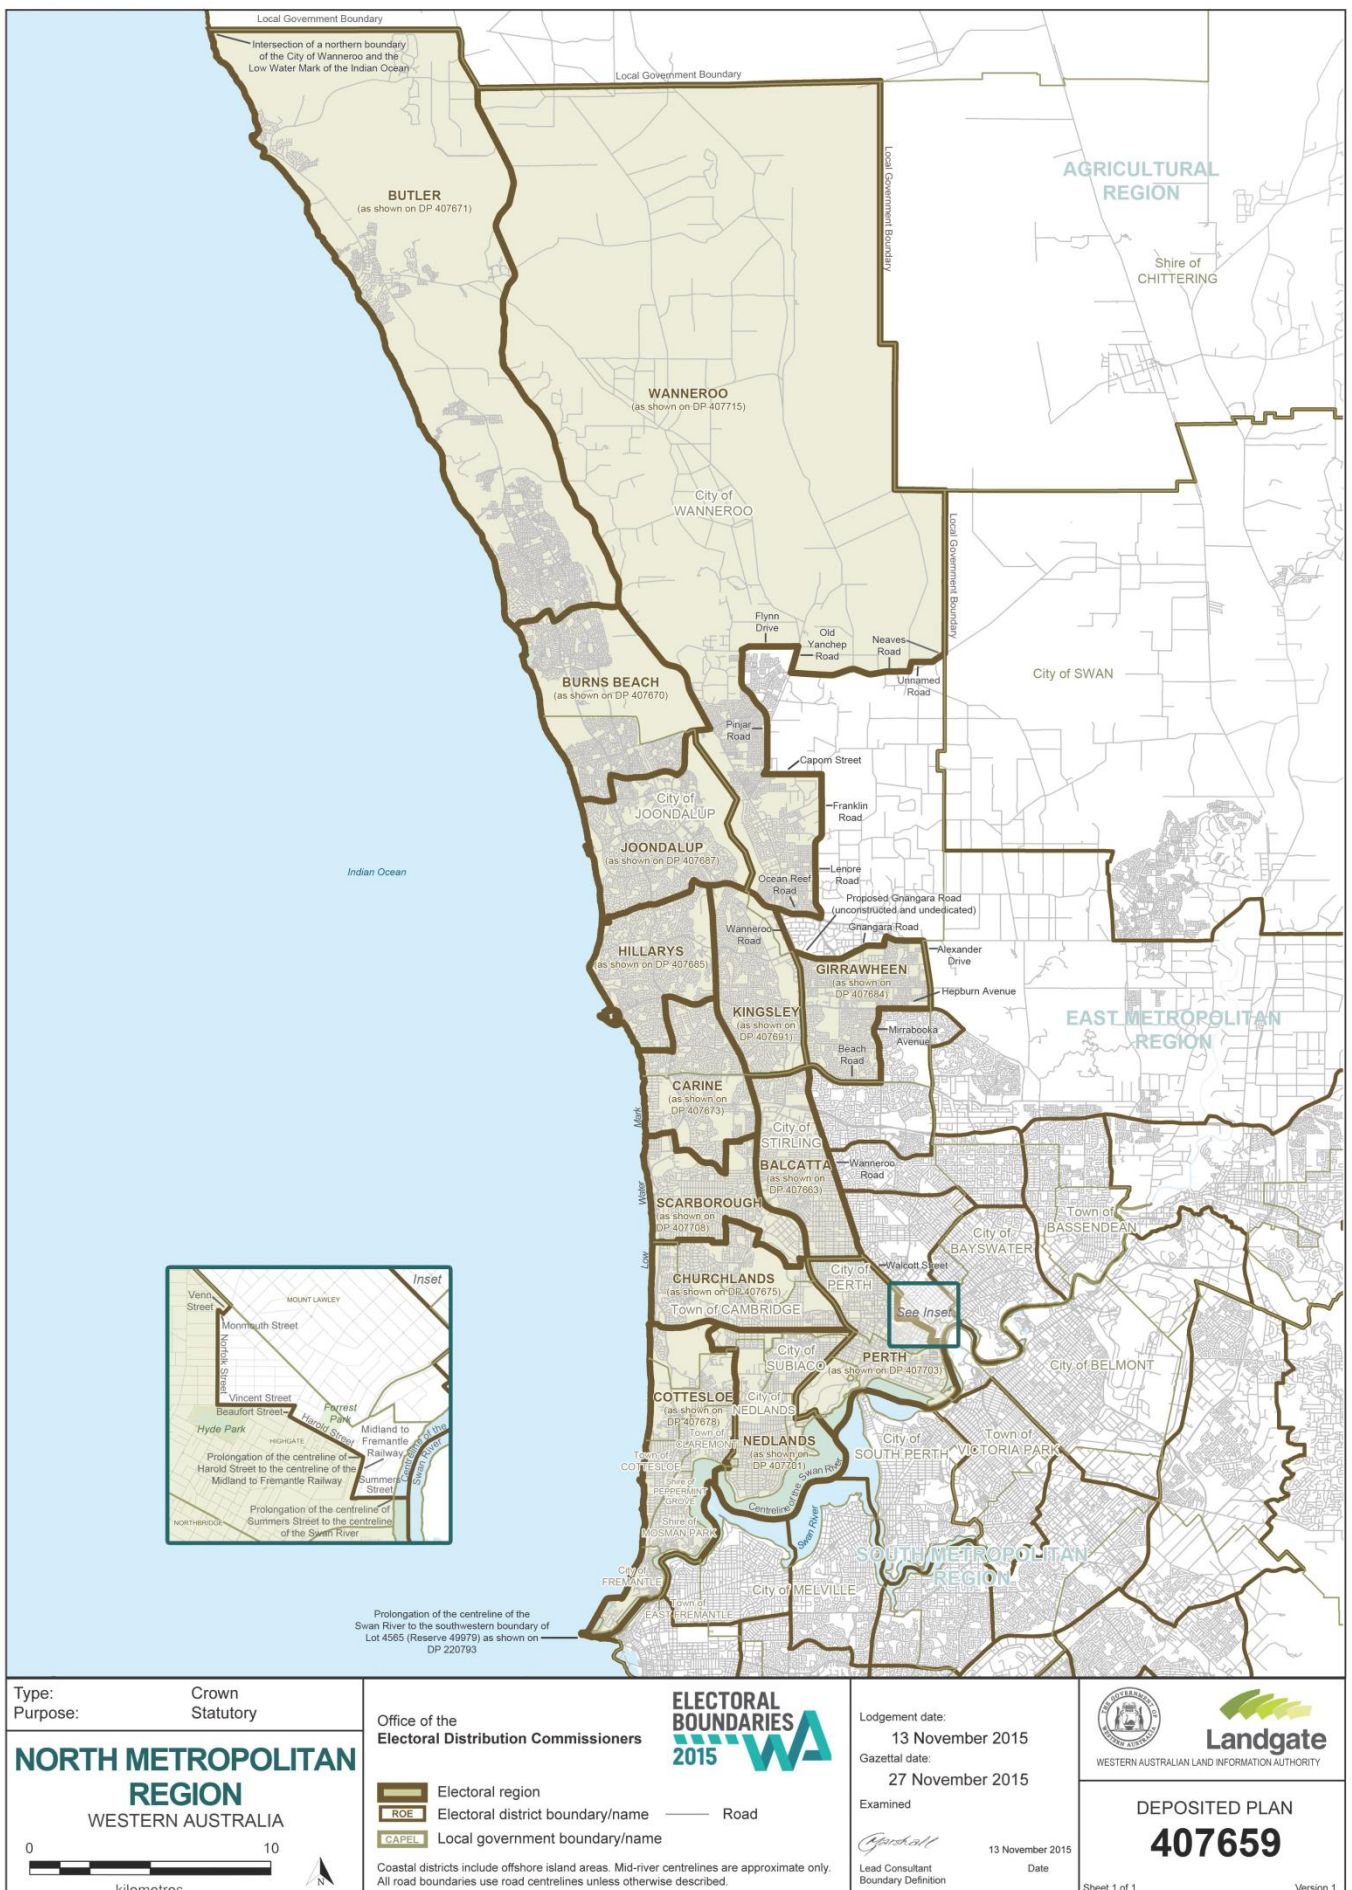 Local Government Boundary
Intersection of a northern boundary
of the City of Wanneroo and the
Low Water Mark of the Indian Ocean
Local Government Boundary
Local Government Boundary
AGRICULTURAL
REGION
BUTLER
(as shown on DP 407671)
Shire of
CHITTERING
WANNEROO
(as shown on DP 407715)
City of
WANNEROO
Local Government Boundary
Flynn
Drive
Old
Yanchep
Road
Neaves
Road
Unnamed
Road
City of SWAN
BURNS BEACH
(as shown on DP 407670)
Pinjar
Road
Caporn Street
City of
JOONDALUP
Franklin
Road
JOONDALUP
(as shown on DP 407687)
Indian Ocean
Ocean Reef
Road
Lenore
Road
Proposed Gnangara Road
(unconstructed and undedicated)
Wanneroo
Road
Gnangara Road
HILLARYS
(as shown on DP 407685)
Alexander
Drive
GIRRAWHEEN
(as shown on
DP 407684)
Hepburn Avenue
KINGSLEY
(as shown on
DP 407691)
EAST METROPOLITAN
REGION
Mirrabooka
Avenue
Beach
Road
CARINE
(as shown on
DP 407673)
Low Water Mark
City of
STIRLING
BALCATTA
(as shown on
DP 407663)
Wanneroo
Road
SCARBOROUGH
(as shown on
DP 407708)
Town of
BASSENDEAN
City of
BAYSWATER
CHURCHLANDS
(as shown on DP 407675)
Town of CAMBRIDGE
City of
PERTH
Walcott Street
See Inset
City of
SUBIACO
PERTH
(as shown on DP 407703)
City of BELMONT
COTTESLOE
(as shown on
DP 407678)
City of
NEDLANDS
Town of
CLAREMONT
NEDLANDS
(as shown on
DP 407701)
City of
SOUTH PERTH
Town of
VICTORIA PARK
Town of
COTTESLOE
Shire of
PEPPERMINT
GROVE
Centreline of the Swan River
Shire of
MOSMAN PARK
Swan River
SOUTH METROPOLITAN
REGION
City of
FREMANTLE
City of MELVILLE
Town of
EAST FREMANTLE
Prolongation of the centreline of the
Swan River to the southwestern boundary of
Lot 4565 (Reserve 49979) as shown on
DP 220793
Inset
Venn
Street
MOUNT LAWLEY
Monmouth Street
Norfolk Street
Vincent Street
Beaufort Street
Forrest
Park
Harold Street
Hyde Park
HIGHGATE
Midland to
Fremantle
Railway
Centreline of the
Swan River
Prolongation of the centreline of
Harold Street to the centreline of the
Midland to Fremantle Railway
Summers
Street
Prolongation of the centreline of
Summers Street to the centreline
of the Swan River
NORTHBRIDGE
Type: Crown
Purpose: Statutory
NORTH METROPOLITAN
REGION
WESTERN AUSTRALIA
0 10
kilometres
N
Office of the
Electoral Distribution Commissioners
ELECTORAL
BOUNDARIES
2015 WA
Electoral region
ROE Electoral district boundary/name Road
CAPEL Local government boundary/name
Coastal districts include offshore island areas. Mid-river centrelines are approximate only.
All road boundaries use road centrelines unless otherwise described.
Lodgement date:
13 November 2015
Gazettal date:
27 November 2015
Examined
13 November 2015
Lead Consultant
Boundary Definition
Date
THE GOVERNMENT OF
WESTERN AUSTRALIA
Landgate
WESTERN AUSTRALIAN LAND INFORMATION AUTHORITY
DEPOSITED PLAN
407659
Sheet 1 of 1 Version 1